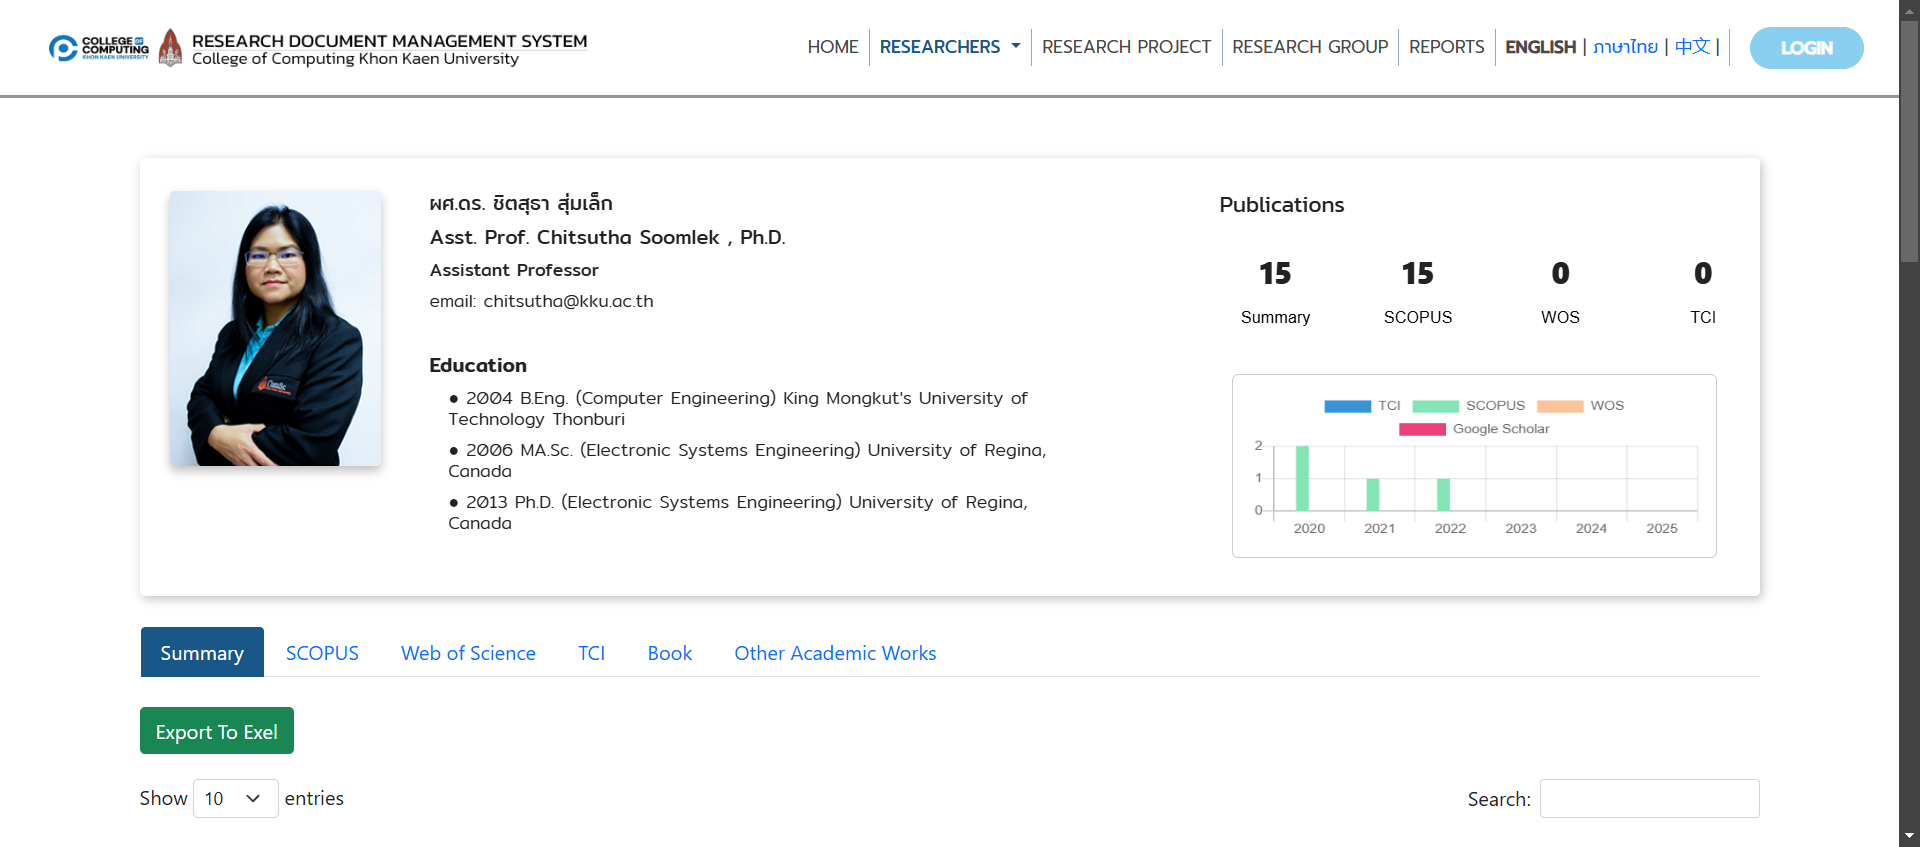 COLLEGE OF
COMPUTING
KHON KAEN UNIVERSITY
RESEARCH DOCUMENT MANAGEMENT SYSTEM
College of Computing Khon Kaen University
HOME
RESEARCHERS
RESEARCH PROJECT
RESEARCH GROUP
REPORTS
ENGLISH | ภาษาไทย | 中文 |
LOGIN
ผศ.ดร. ชิตสุธา สุ่มเล็ก
Asst. Prof. Chitsutha Soomlek , Ph.D.
Assistant Professor
email: chitsutha@kku.ac.th
Education
● 2004 B.Eng. (Computer Engineering) King Mongkut's University of
Technology Thonburi
● 2006 MA.Sc. (Electronic Systems Engineering) University of Regina,
Canada
● 2013 Ph.D. (Electronic Systems Engineering) University of Regina,
Canada
Publications
15 15 0 0
Summary SCOPUS WOS TCI
TCI SCOPUS WOS
Google Scholar
2
1
0
2020 2021 2022 2023 2024 2025
Summary SCOPUS Web of Science TCI Book Other Academic Works
Export To Exel
Show 10 entries
Search: